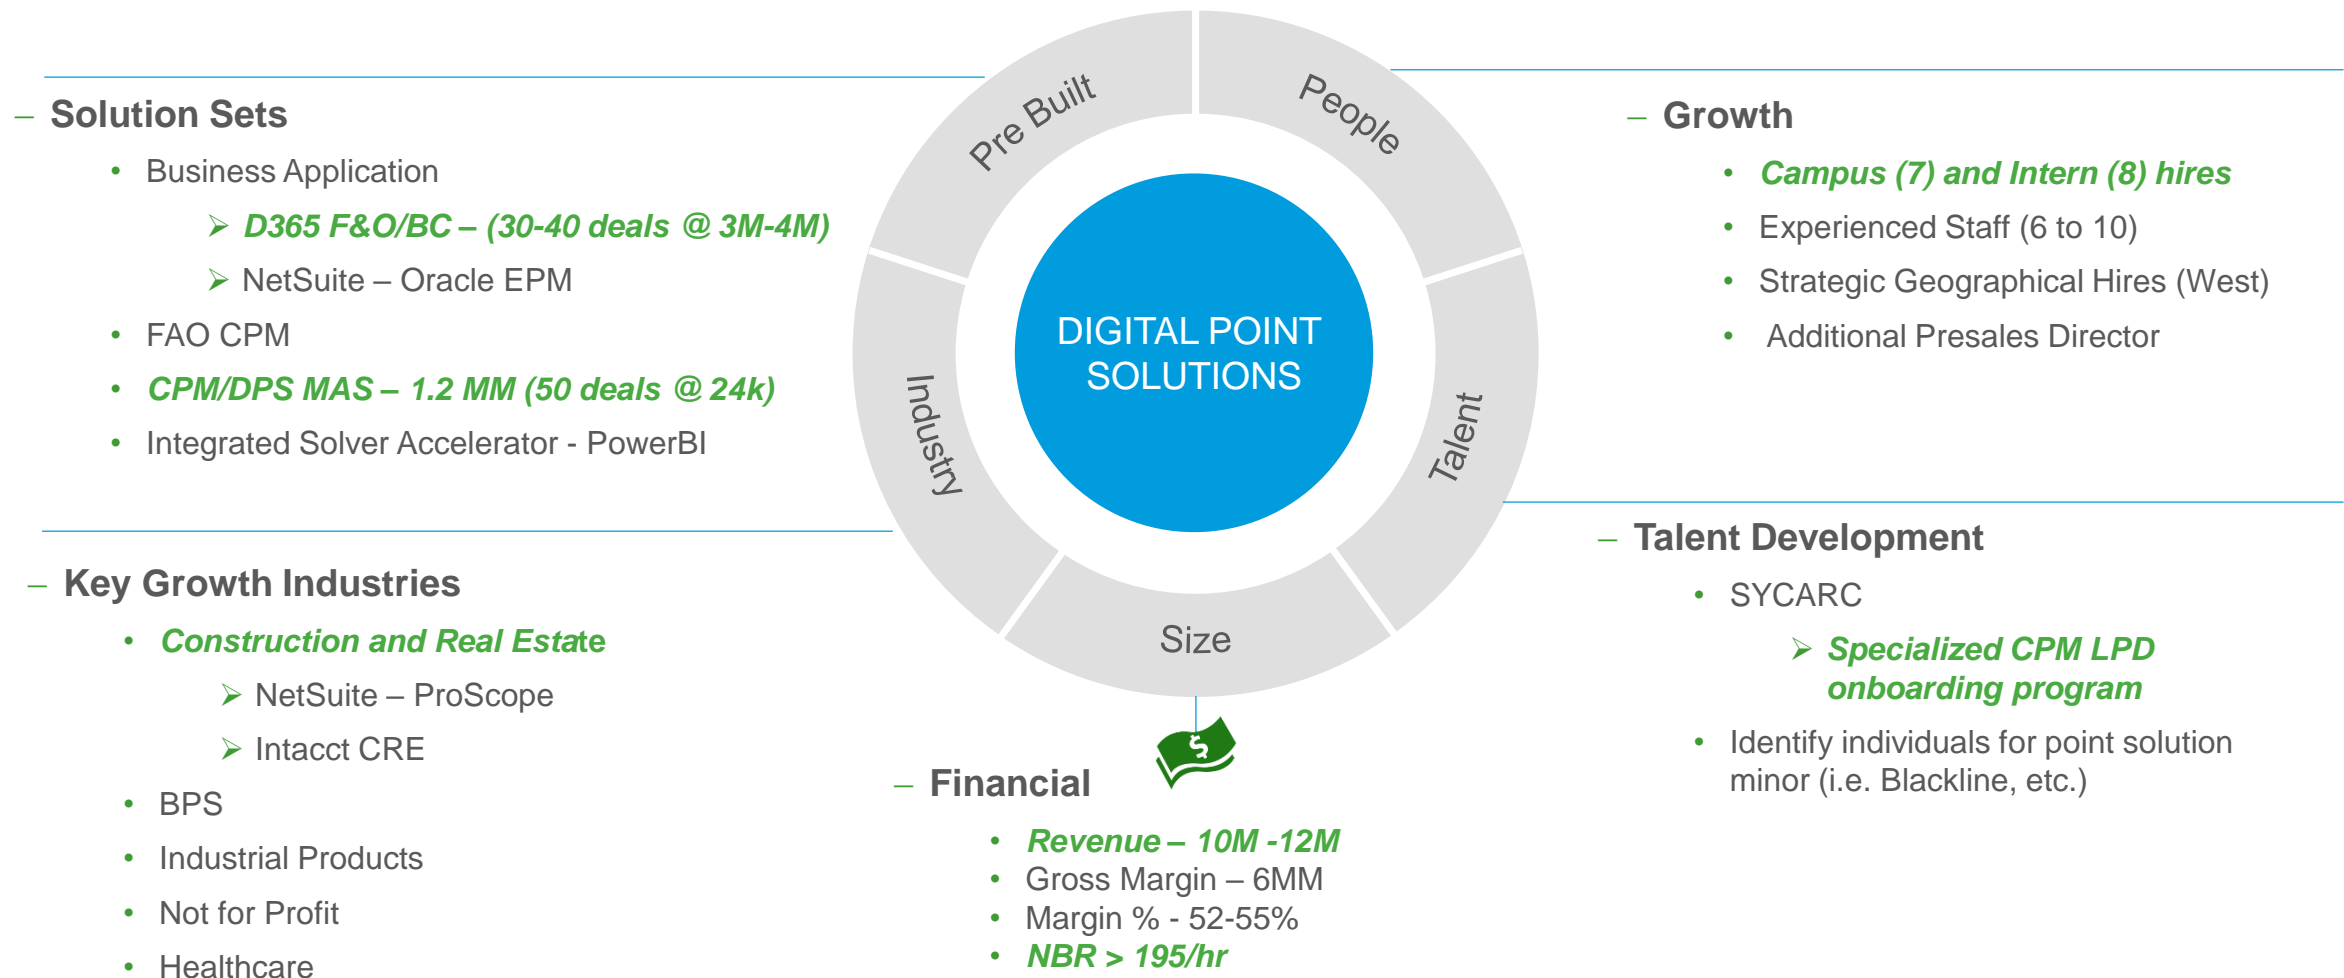 – Solution Sets
• Business Application
➢ D365 F&O/BC – (30-40 deals @ 3M-4M)
➢ NetSuite – Oracle EPM
• FAO CPM
• CPM/DPS MAS – 1.2 MM (50 deals @ 24k)
• Integrated Solver Accelerator - PowerBI
– Key Growth Industries
• Construction and Real Estate
➢ NetSuite – ProScope
➢ Intacct CRE
• BPS
• Industrial Products
• Not for Profit
• Healthcare
Pre Built
People
Industry
Talent
Size
DIGITAL POINT
SOLUTIONS
$
– Financial
• Revenue – 10M -12M
• Gross Margin – 6MM
• Margin % - 52-55%
• NBR > 195/hr
– Growth
• Campus (7) and Intern (8) hires
• Experienced Staff (6 to 10)
• Strategic Geographical Hires (West)
• Additional Presales Director
– Talent Development
• SYCARC
➢ Specialized CPM LPD
onboarding program
• Identify individuals for point solution
minor (i.e. Blackline, etc.)